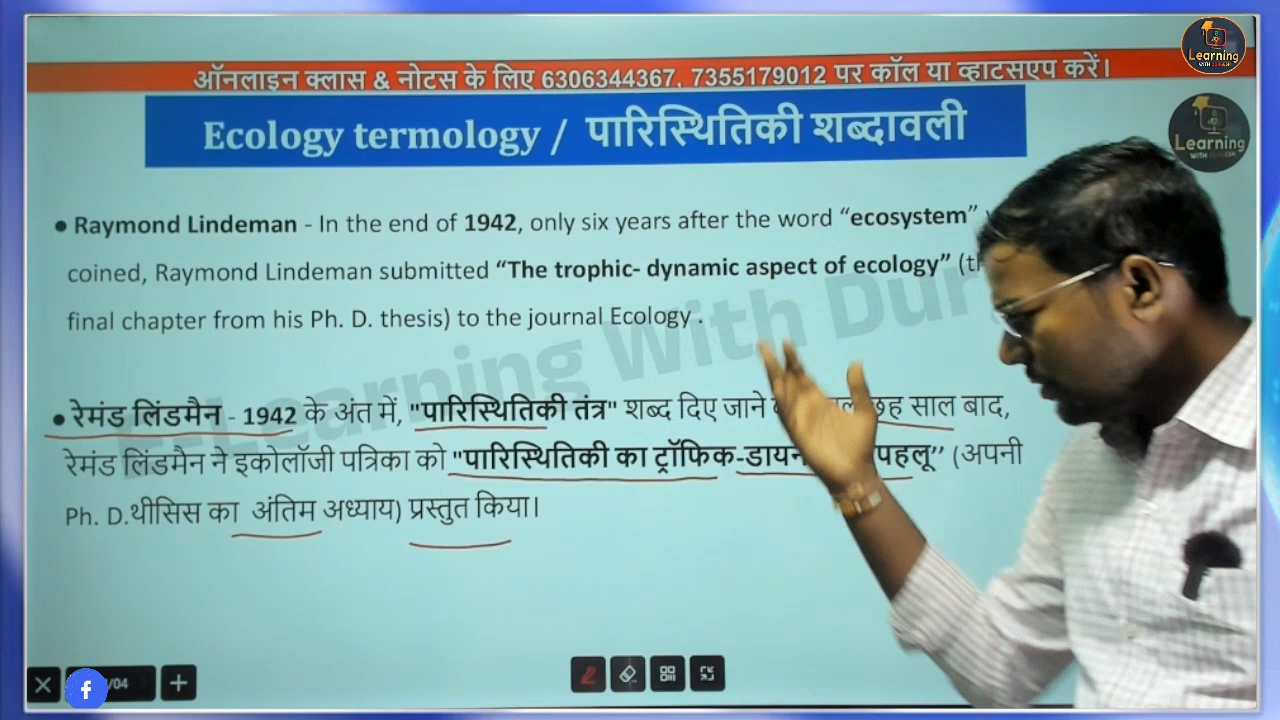 ऑनलाइन क्लास & नोटस के लिए 6306344367, 7355179012 पर कॉल या व्हाटसएप करें।
Learning
Ecology termology / पारिस्थितिकी शब्दावली
Learning
• Raymond Lindeman - In the end of 1942, only six years after the word “ecosystem”
coined, Raymond Lindeman submitted “The trophic- dynamic aspect of ecology”
final chapter from his Ph. D. thesis) to the journal Ecology .
E-Learning With
• रेमंड लिंडमैन - 1942 के अंत में, "पारिस्थितिकी तंत्र" शब्द दिए जाने छह साल बाद,
रेमंड लिंडमैन ने इकोलॉजी पत्रिका को "पारिस्थितिकी का ट्रॉफिक- पहलू’’ (अपनी
Ph. D.थीसिस का अंतिम अध्याय) प्रस्तुत किया।
/04